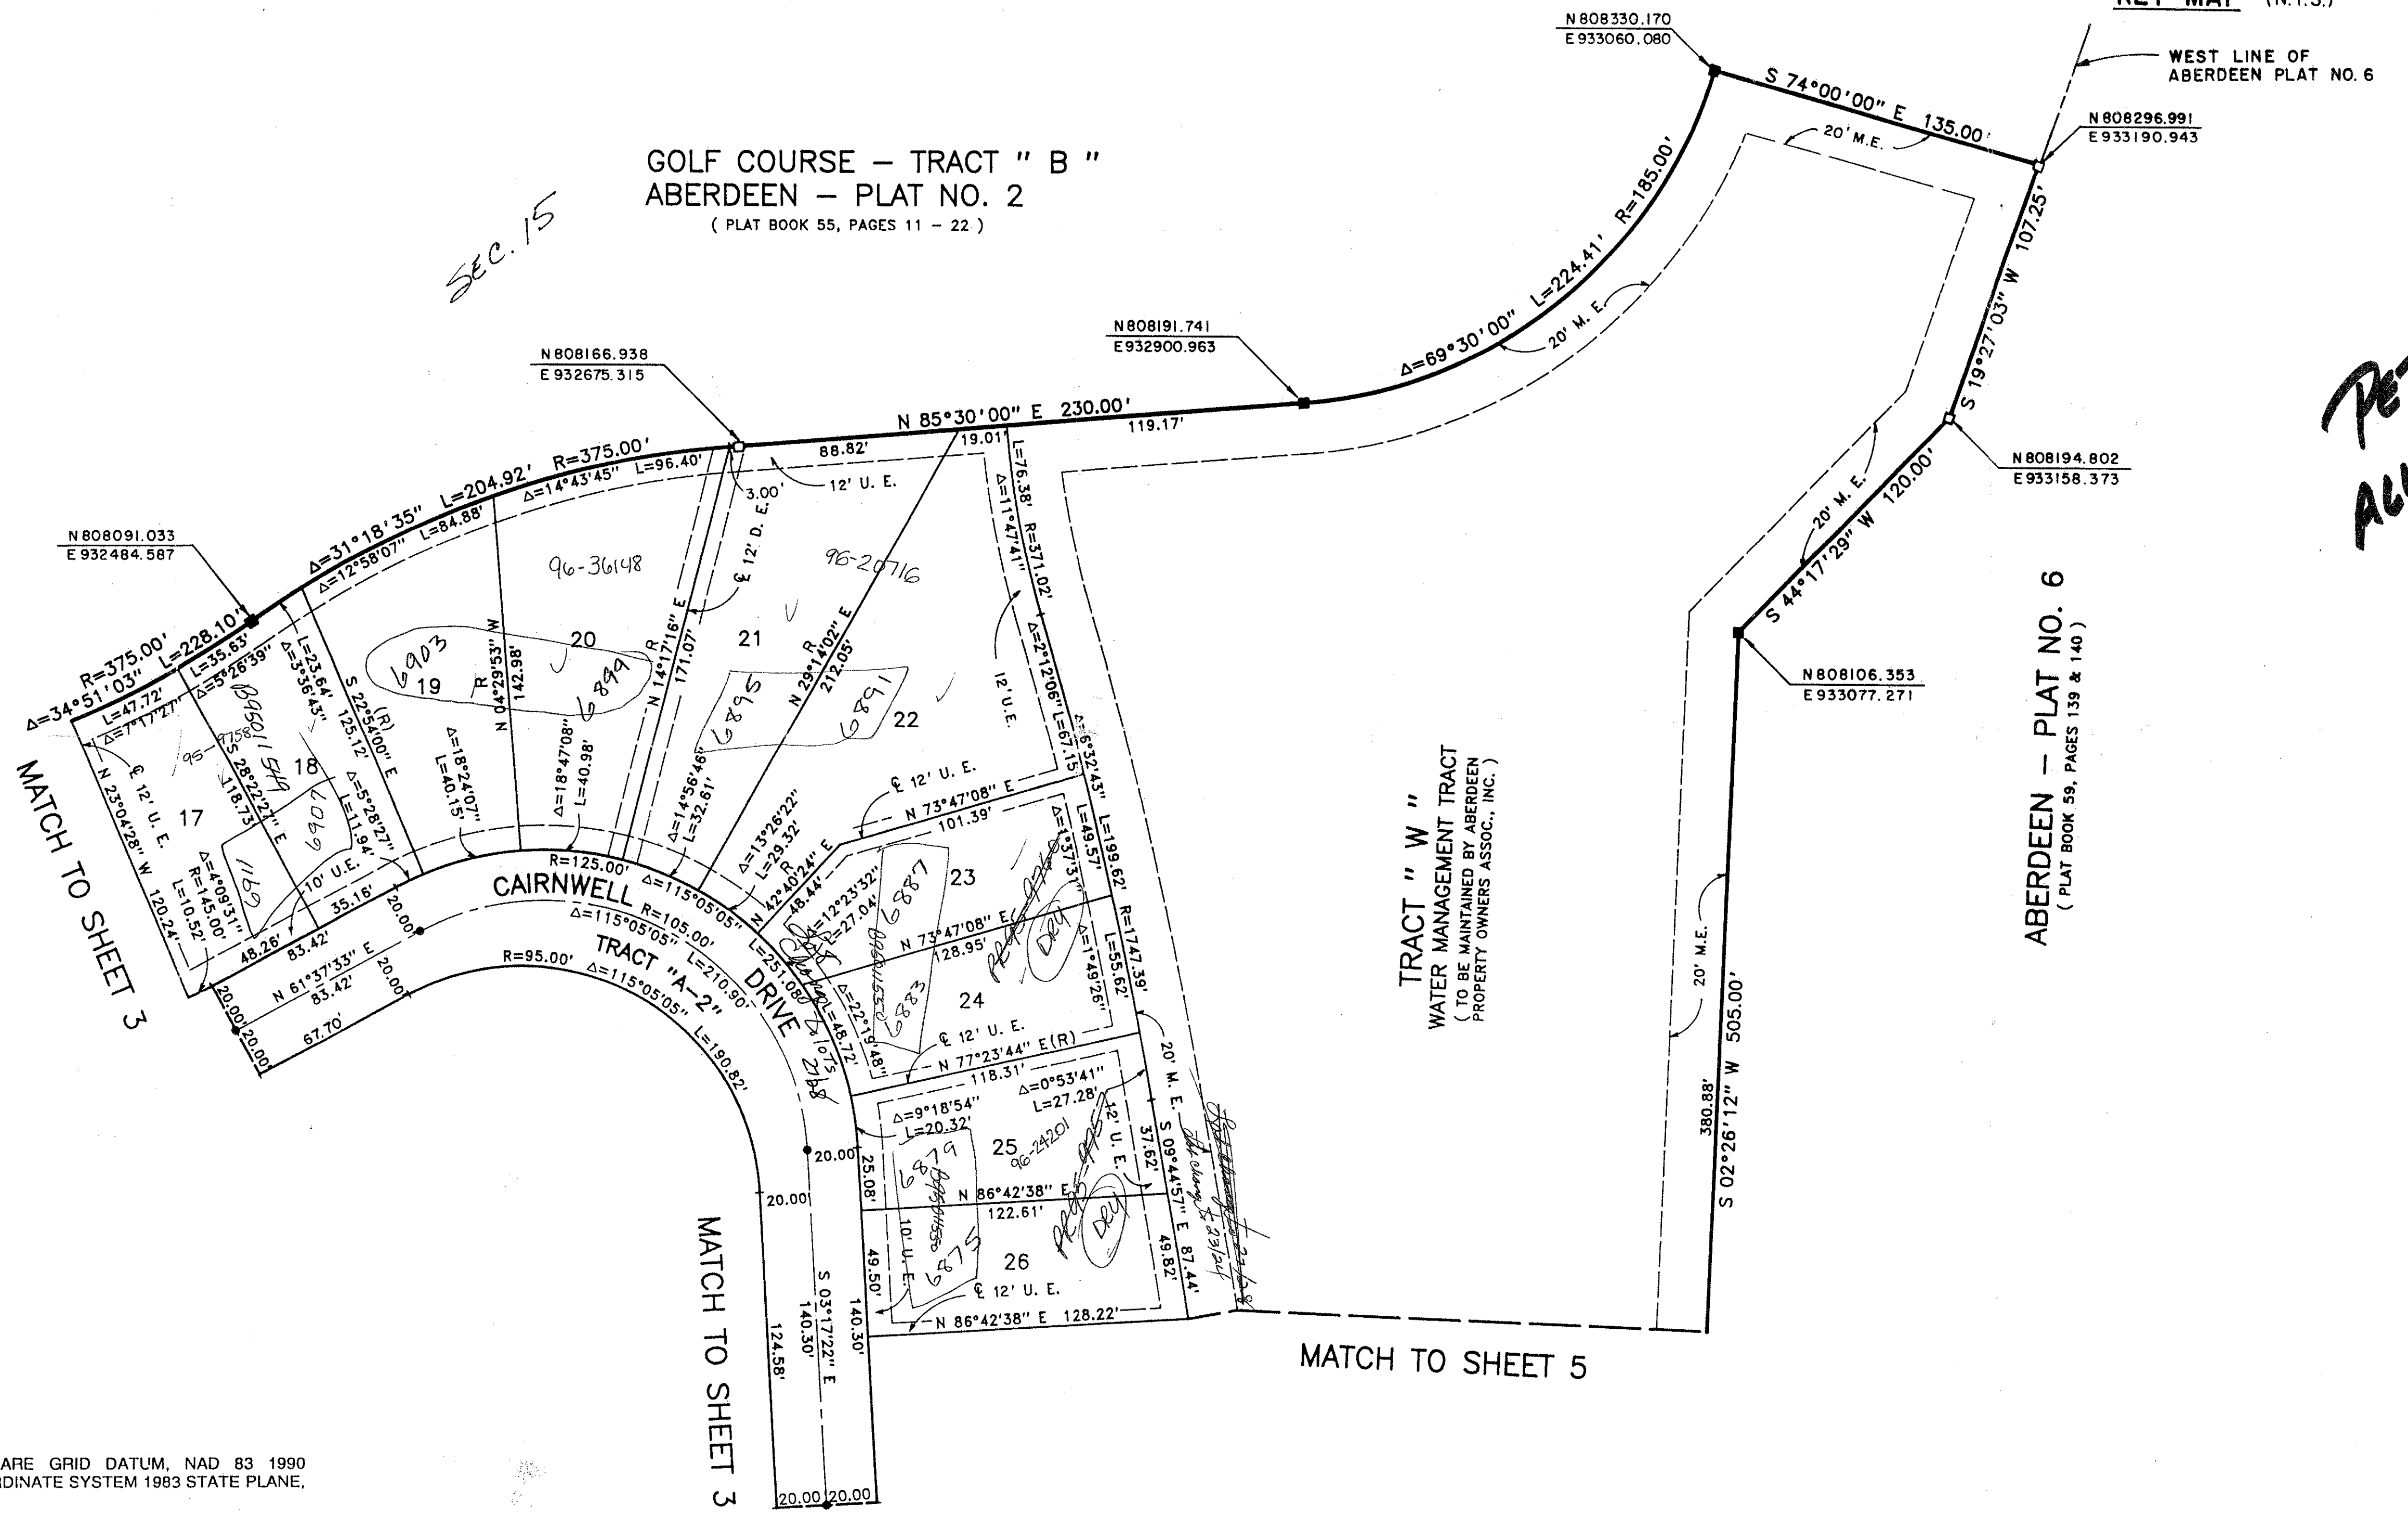 KEY MAP (N.T.S.)
WEST LINE OF
ABERDEEN PLAT NO. 6
N 808330.170
E 933060.080
S 74°00'00" E 135.00'
20' M.E.
N 808296.991
E 933190.943
GOLF COURSE — TRACT " B "
ABERDEEN — PLAT NO. 2
( PLAT BOOK 55, PAGES 11 - 22 )
SEC. 15
Δ=69°30'00" L=224.41' R=185.00'
20' M. E.
S 19°27'03" W 107.25'
N 808191.741
E 932900.963
N 808166.938
E 932675.315
N 85°30'00" E 230.00'
88.82'
19.01'
119.17'
N 808194.802
E 933158.373
S 44°17'29" W 120.00'
20' M. E.
N 808106.353
E 933077.271
N 808091.033
E 932484.587
Δ=31°18'35" L=204.92' R=375.00'
Δ=12°58'07" L=84.88'
Δ=14°43'45" L=96.40'
3.00'
12' U. E.
℄ 12' D. E.
R=375.00'
Δ=34°51'03" L=228.10'
L=47.72'
Δ=7°17'27"
L=35.63'
Δ=5°26'39"
L=23.64'
Δ=3°36'43"
S 22°54'00" E
(R)
125.12'
N 04°29'53" W
R
142.98'
N 14°17'16" E
R
171.07'
N 29°14'02" E
R
212.05'
L=76.38' R=371.02'
Δ=11°47'41"
Δ=2°12'06" L=67.15'
12' U.E.
96-36148
96-20716
95-9758
B95011549
17
18
19
20
21
22
6911
6907
6903
6899
6895
6891
℄ 12' U. E.
N 23°04'28" W 120.24'
S 28°22'27" E
118.73'
Δ=4°09'31"
R=145.00'
L=10.52'
Δ=5°28'27"
L=11.94'
Δ=18°24'07"
L=40.15'
Δ=18°47'08"
L=40.98'
Δ=14°56'46"
L=32.61'
Δ=13°26'22"
L=29.32'
R
10' U.E.
35.16'
48.26'
83.42'
N 61°37'33" E
83.42'
67.70'
20.00'
20.00'
20.00'
20.00'
MATCH TO SHEET 3
R=125.00' Δ=115°05'05" L=251.08'
CAIRNWELL DRIVE
R=105.00'
Δ=115°05'05" L=210.90'
TRACT "A-2"
R=95.00' Δ=115°05'05" L=190.82'
℄ 12' U. E.
N 73°47'08" E
101.39'
N 42°40'24" E
48.44'
Δ=12°23'32"
L=27.04'
Δ=6°32'43" L=199.62' R=1747.39'
Δ=1°37'31"
L=49.57'
23
6887
N 73°47'08" E
128.95'
DRY
Δ=1°49'26"
L=55.62'
24
6883
Δ=22°19'48"
L=48.72'
℄ 12' U. E.
N 77°23'44" E(R)
118.31'
Δ=0°53'41"
L=27.28'
Δ=9°18'54"
L=20.32'
25
96-24201
6879
12' U. E.
37.62'
20' M. E.
S 09°44'57" E 87.44'
20.00'
25.08'
20.00'
N 86°42'38" E
122.61'
DRY
26
6875
10' U. E.
49.50'
49.82'
℄ 12' U. E.
N 86°42'38" E 128.22'
124.58'
S 03°17'22" E
140.30'
140.30'
20.00 20.00
MATCH TO SHEET 3
TRACT " W "
WATER MANAGEMENT TRACT
( TO BE MAINTAINED BY ABERDEEN
PROPERTY OWNERS ASSOC., INC. )
20' M.E.
380.88'
S 02°26'12" W 505.00'
ABERDEEN — PLAT NO. 6
( PLAT BOOK 59, PAGES 139 & 140 )
MATCH TO SHEET 5
ARE GRID DATUM, NAD 83 1990
RDINATE SYSTEM 1983 STATE PLANE,